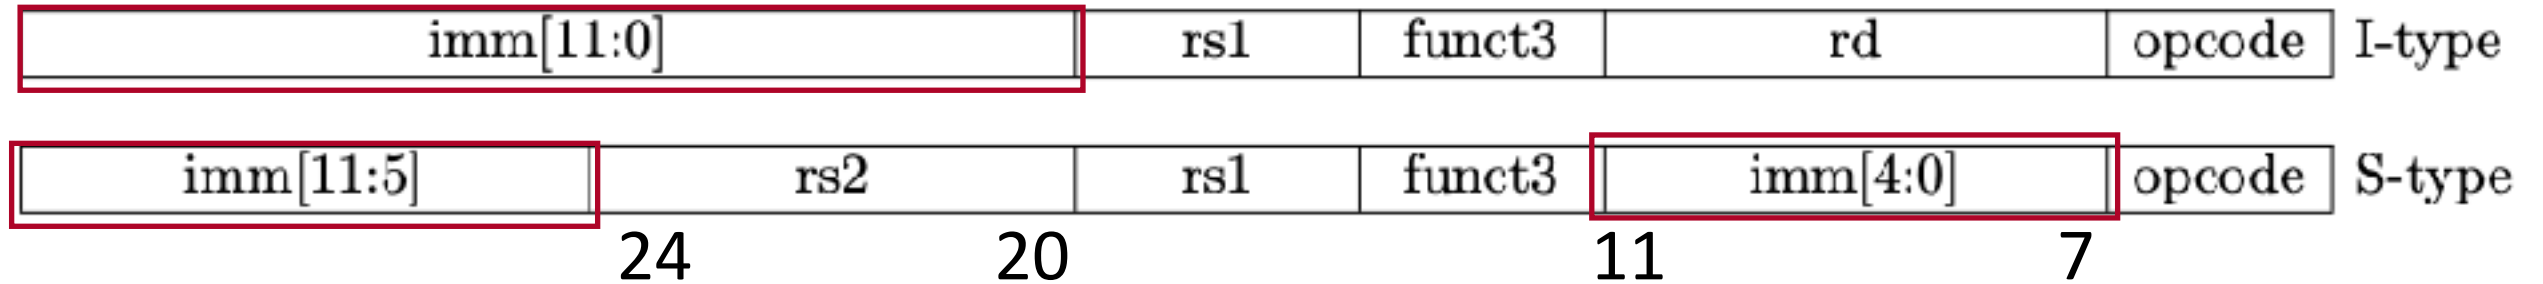 imm[11:0] rs1 funct3 rd opcode I-type
imm[11:5] rs2 rs1 funct3 imm[4:0] opcode S-type
24 20 11 7